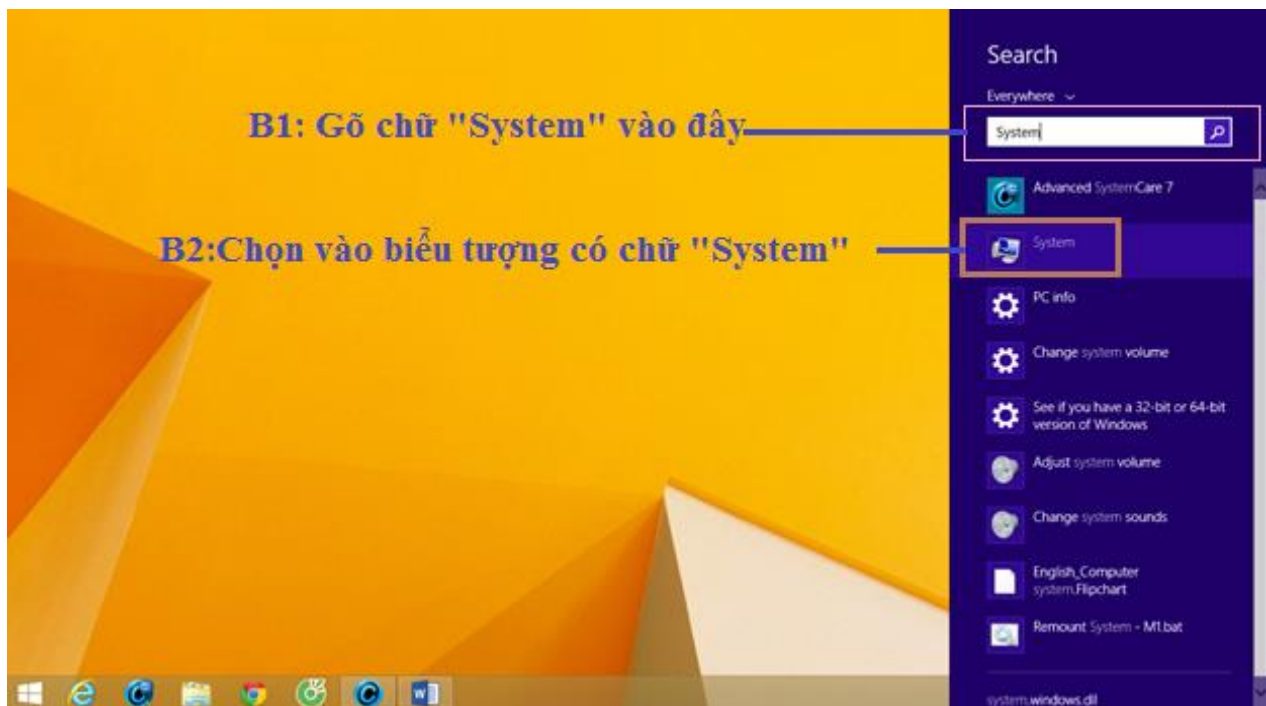 Search
Everywhere
B1: Gõ chữ "System" vào đây
System
Advanced SystemCare 7
B2:Chọn vào biểu tượng có chữ "System"
System
PC info
Change system volume
See if you have a 32-bit or 64-bit
version of Windows
Adjust system volume
Change system sounds
English_Computer
system.Flipchart
Remount System - M1.bat
system.windows.dll